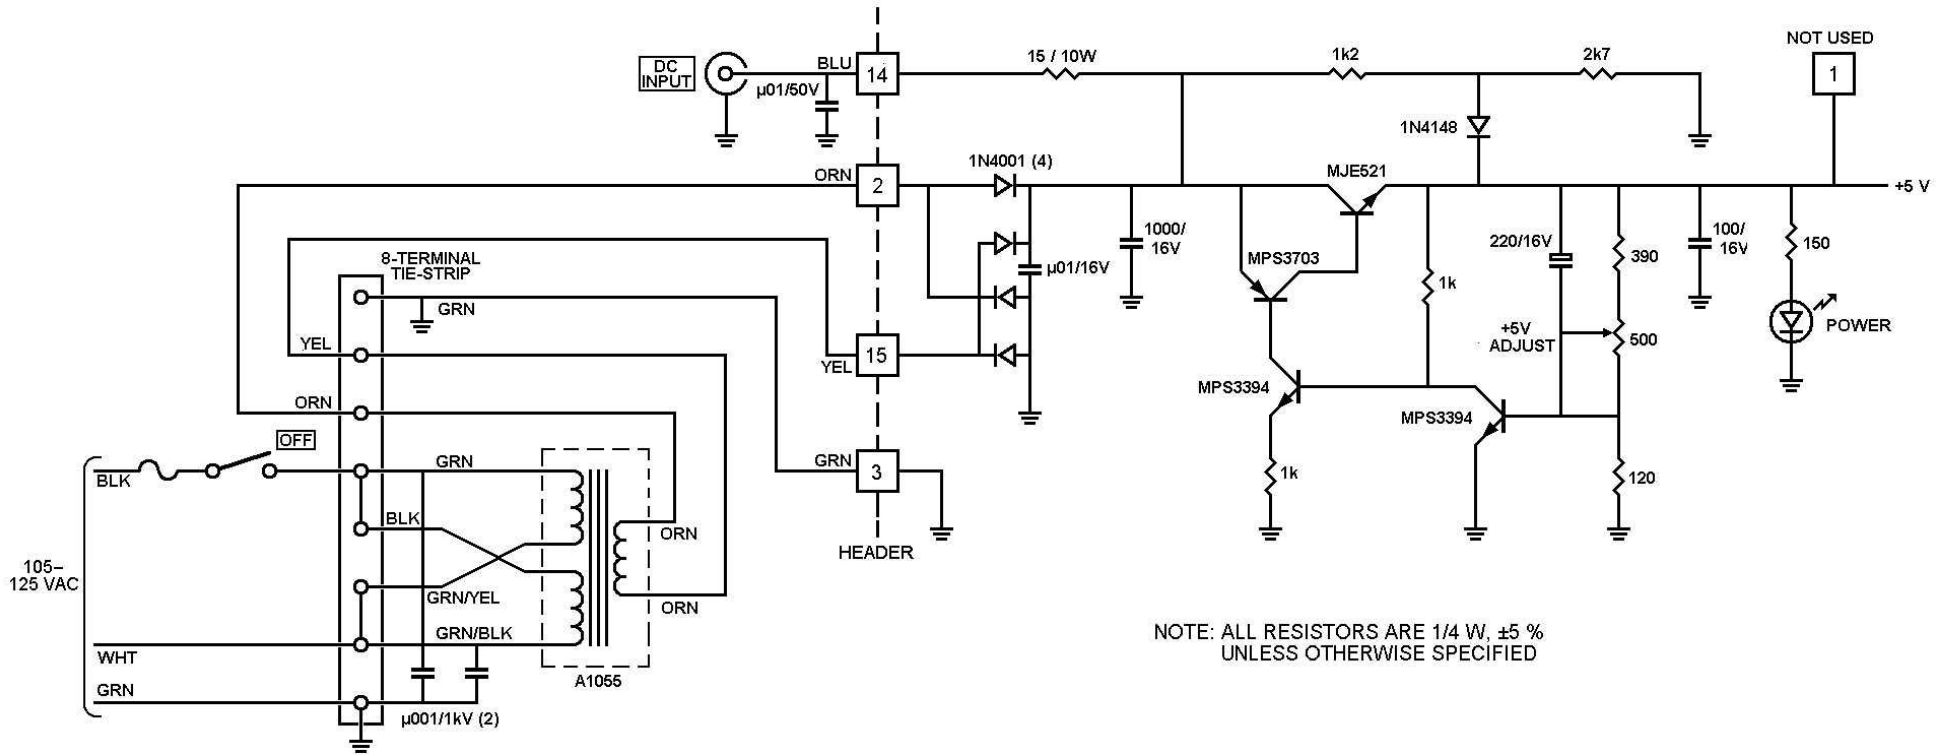 NOT USED
1
DC
INPUT
BLU
14
15 / 10W
1k2
2k7
µ01/50V
1N4148
1N4001 (4)
MJE521
ORN
2
+5 V
1000/
16V
220/16V
100/
16V
150
390
8-TERMINAL
TIE-STRIP
µ01/16V
MPS3703
1k
GRN
+5V
ADJUST
500
POWER
YEL
15
YEL
MPS3394
MPS3394
ORN
OFF
GRN
GRN
3
1k
120
BLK
BLK
ORN
HEADER
105–
125 VAC
GRN/YEL
ORN
GRN/BLK
WHT
NOTE: ALL RESISTORS ARE 1/4 W, ±5 %
UNLESS OTHERWISE SPECIFIED
A1055
GRN
µ001/1kV (2)